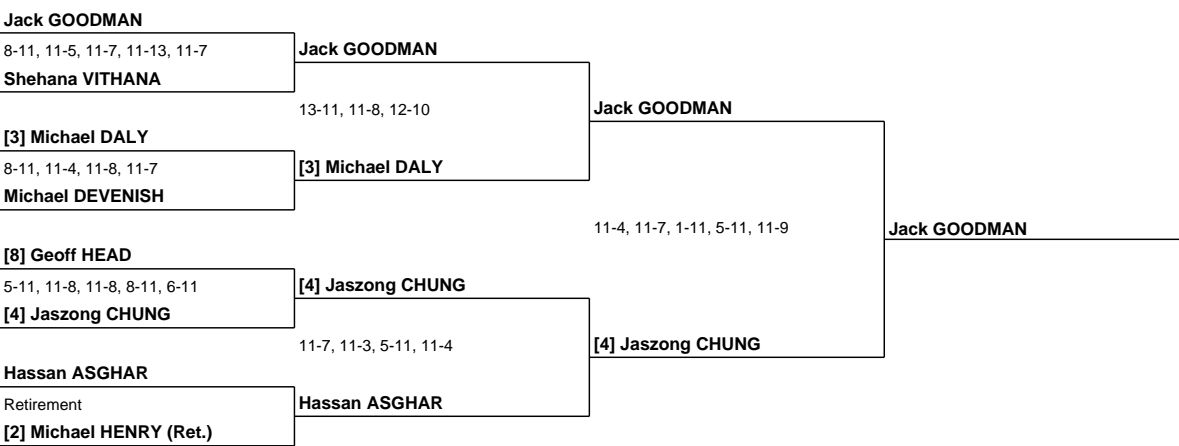 Jack GOODMAN
8-11, 11-5, 11-7, 11-13, 11-7
Jack GOODMAN
Shehana VITHANA
13-11, 11-8, 12-10
Jack GOODMAN
[3] Michael DALY
8-11, 11-4, 11-8, 11-7
[3] Michael DALY
Michael DEVENISH
11-4, 11-7, 1-11, 5-11, 11-9
Jack GOODMAN
[8] Geoff HEAD
5-11, 11-8, 11-8, 8-11, 6-11
[4] Jaszong CHUNG
[4] Jaszong CHUNG
11-7, 11-3, 5-11, 11-4
[4] Jaszong CHUNG
Hassan ASGHAR
Retirement
Hassan ASGHAR
[2] Michael HENRY (Ret.)